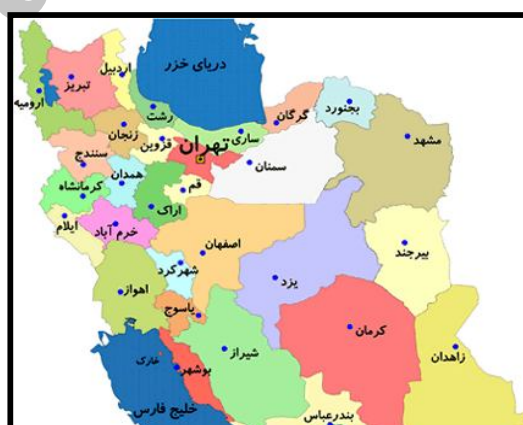 دریای خزر
اردبیل
تبریز
ارومیه
رشت
گرگان
بجنورد
زنجان
قزوین
تهران
ساری
مشهد
سنندج
سمنان
همدان
قم
کرمانشاه
اراک
ایلام
خرم آباد
اصفهان
بیرجند
شهرکرد
یزد
اهواز
یاسوج
کرمان
شیراز
زاهدان
خارک
بوشهر
خلیج فارس
بندرعباس